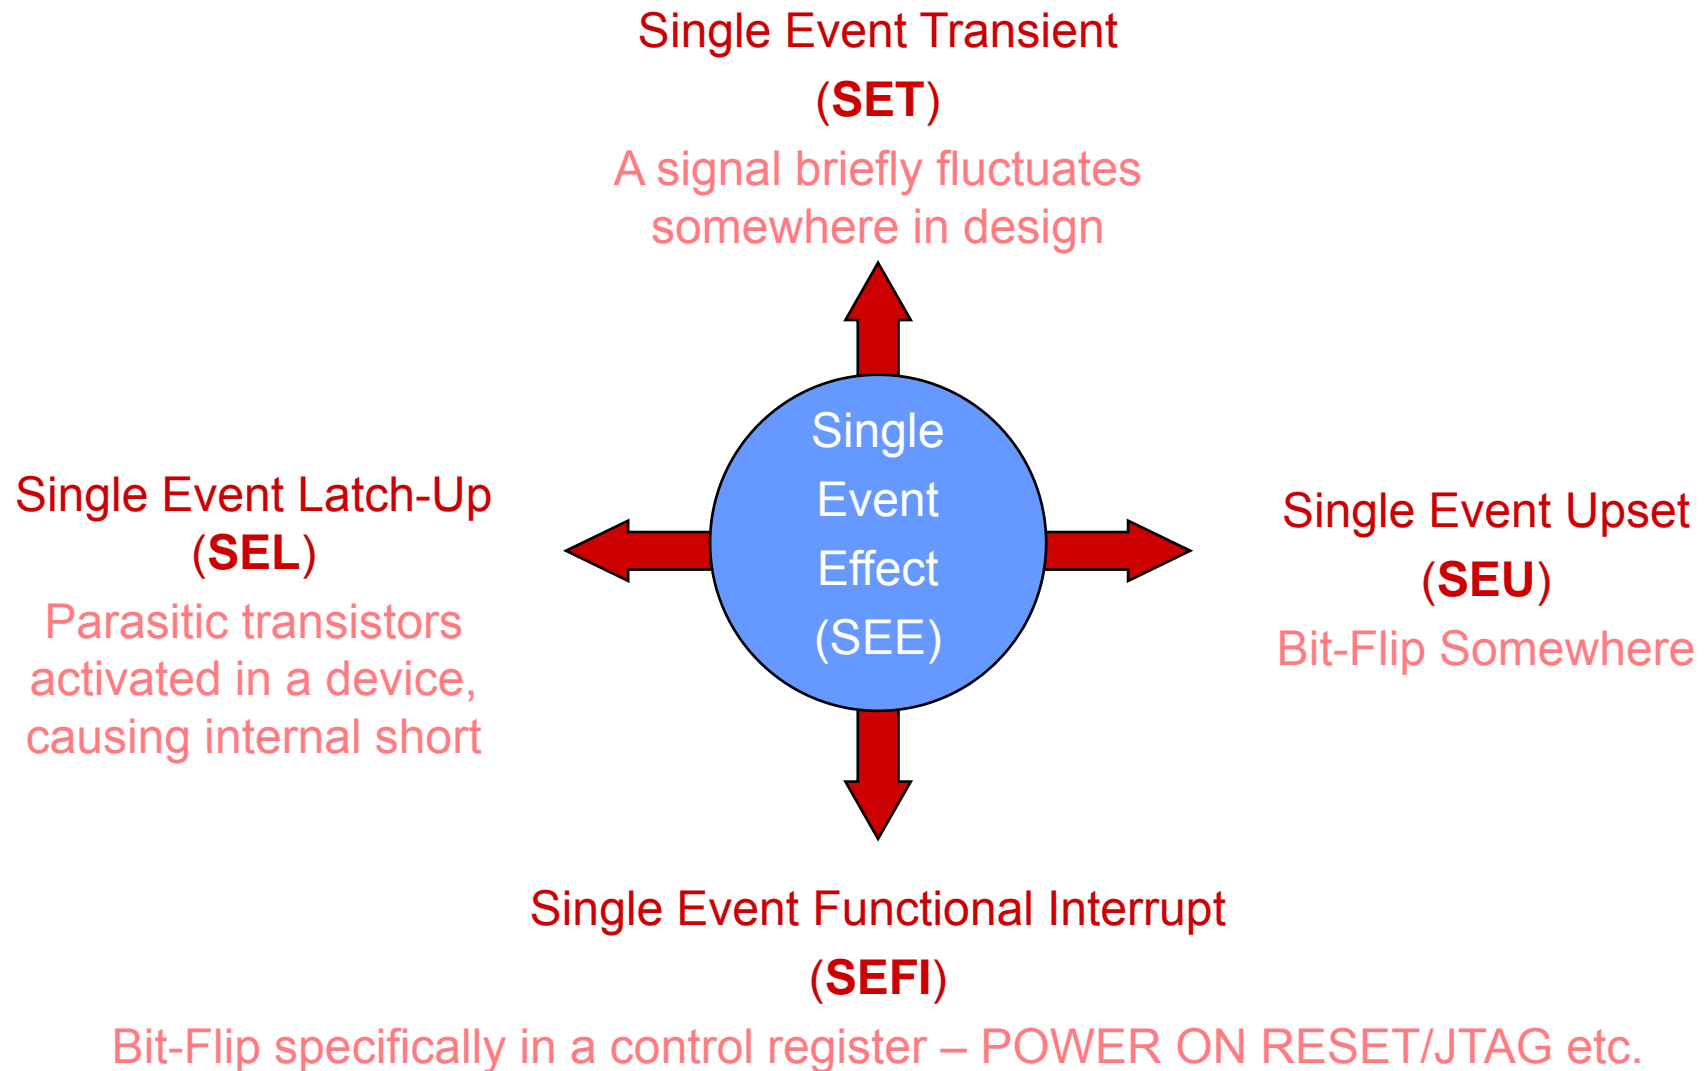 Single Event Transient
(SET)
A signal briefly fluctuates
somewhere in design
Single
Event
Effect
(SEE)
Single Event Latch-Up
(SEL)
Parasitic transistors
activated in a device,
causing internal short
Single Event Upset
(SEU)
Bit-Flip Somewhere
Single Event Functional Interrupt
(SEFI)
Bit-Flip specifically in a control register – POWER ON RESET/JTAG etc.